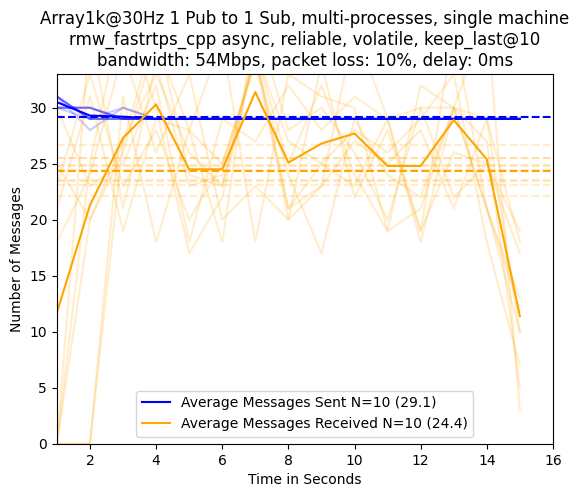 Array1k@30Hz 1 Pub to 1 Sub, multi-processes, single machine
rmw_fastrtps_cpp async, reliable, volatile, keep_last@10
bandwidth: 54Mbps, packet loss: 10%, delay: 0ms
30
25
20
15
10
5
0
Number of Messages
Average Messages Sent N=10 (29.1)
Average Messages Received N=10 (24.4)
2 4 6 8 10 12 14 16
Time in Seconds